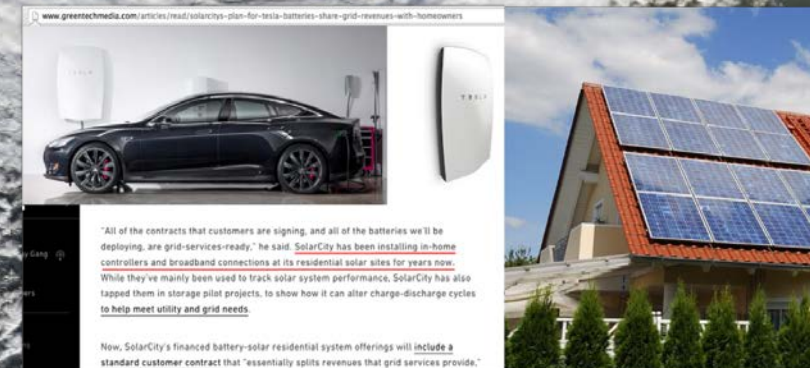 www.greentechmedia.com/articles/read/solarcitys-plan-for-tesla-batteries-share-grid-revenues-with-homeowners
TESLA
"All of the contracts that customers are signing, and all of the batteries we'll be
deploying, are grid-services-ready," he said. SolarCity has been installing in-home
controllers and broadband connections at its residential solar sites for years now.
While they've mainly been used to track solar system performance, SolarCity has also
tapped them in storage pilot projects, to show how it can alter charge-discharge cycles
to help meet utility and grid needs.
Now, SolarCity's financed battery-solar residential system offerings will include a
standard customer contract that "essentially splits revenues that grid services provide,"
y Gang
ers